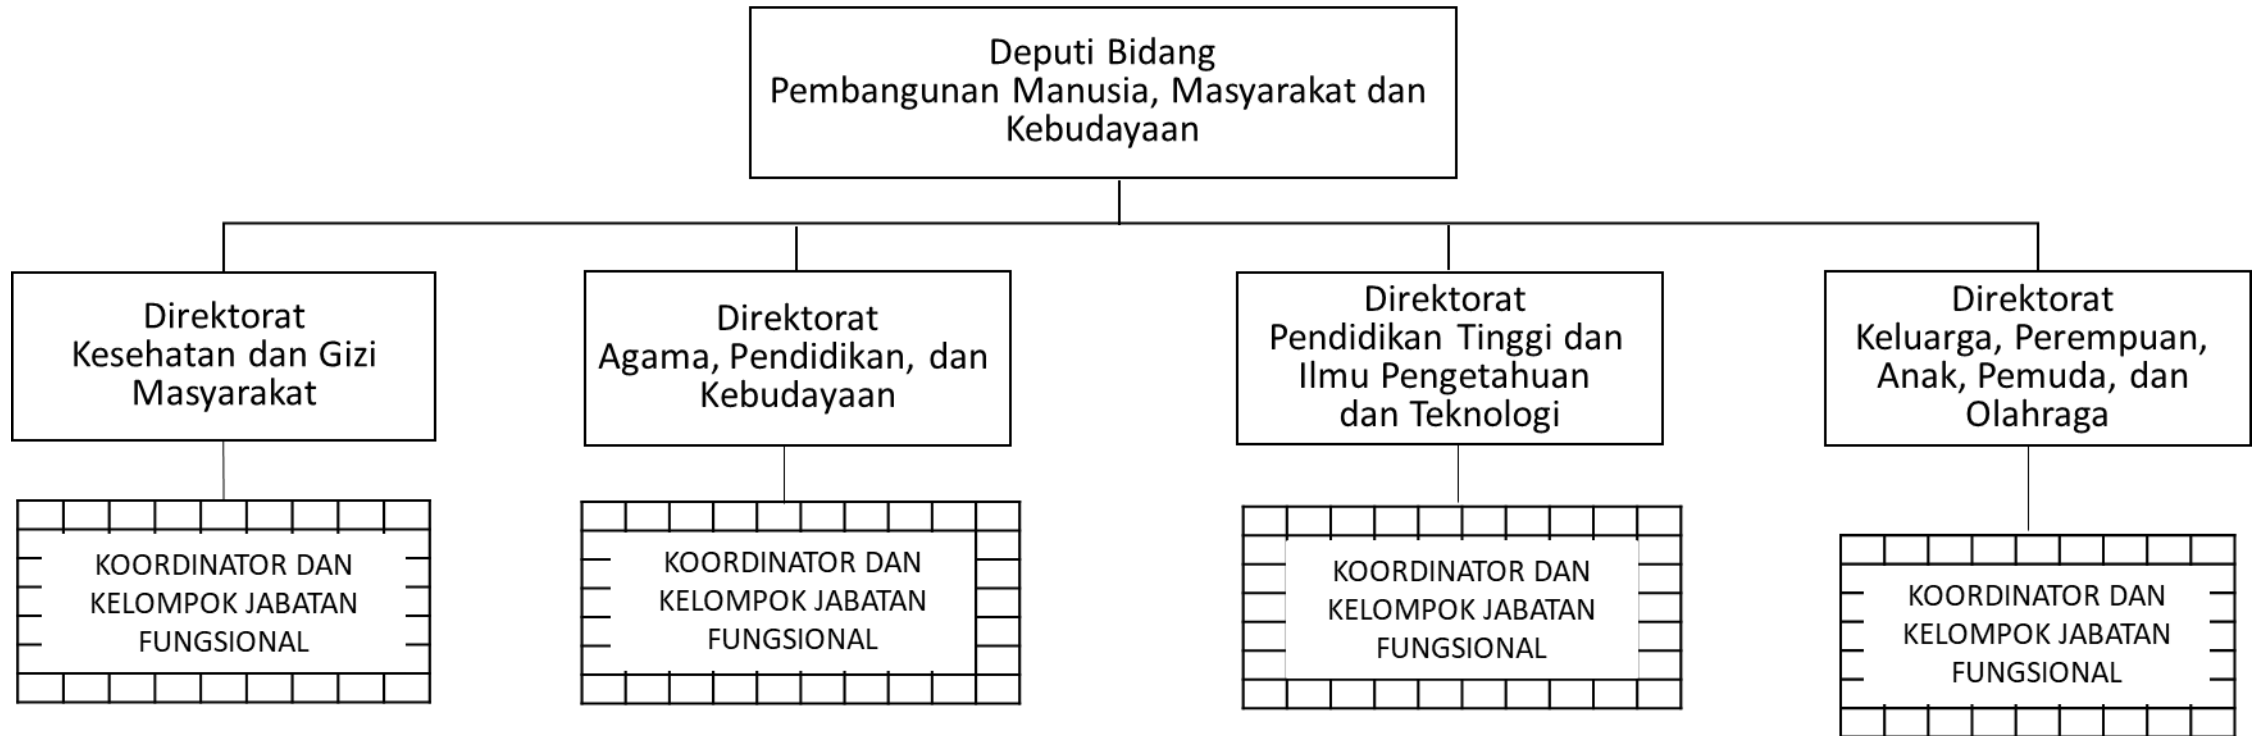 Deputi Bidang
Pembangunan Manusia, Masyarakat dan
Kebudayaan
Direktorat
Kesehatan dan Gizi
Masyarakat
Direktorat
Agama, Pendidikan, dan
Kebudayaan
Direktorat
Pendidikan Tinggi dan
Ilmu Pengetahuan
dan Teknologi
Direktorat
Keluarga, Perempuan,
Anak, Pemuda, dan
Olahraga
KOORDINATOR DAN
KELOMPOK JABATAN
FUNGSIONAL
KOORDINATOR DAN
KELOMPOK JABATAN
FUNGSIONAL
KOORDINATOR DAN
KELOMPOK JABATAN
FUNGSIONAL
KOORDINATOR DAN
KELOMPOK JABATAN
FUNGSIONAL